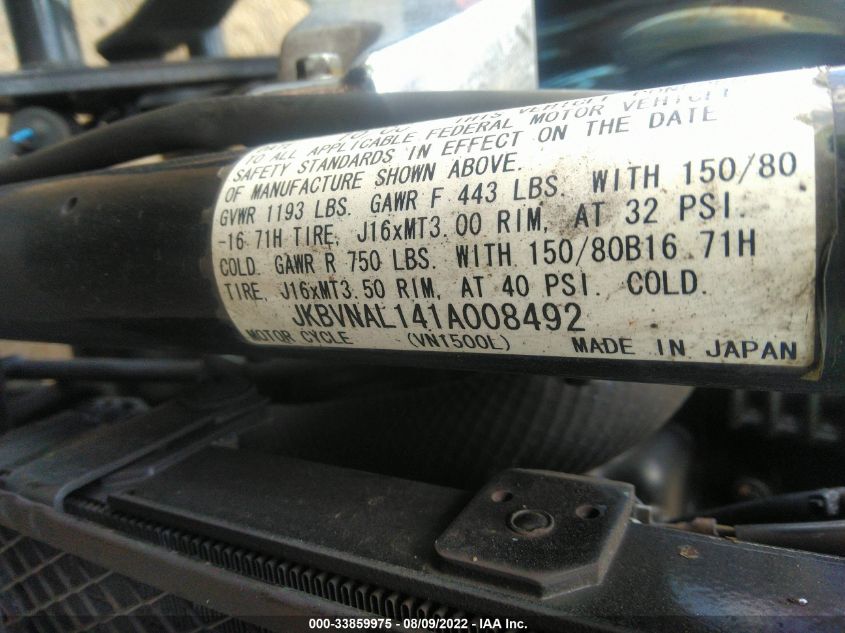 THIS VEHICLE
TO ALL APPLICABLE FEDERAL MOTOR VEHICLE
SAFETY STANDARDS IN EFFECT ON THE DATE
OF MANUFACTURE SHOWN ABOVE.
GVWR 1193 LBS. GAWR F 443 LBS. WITH 150/80
-16 71H TIRE, J16xMT3.00 RIM, AT 32 PSI.
COLD. GAWR R 750 LBS. WITH 150/80B16 71H
TIRE, J16xMT3.50 RIM, AT 40 PSI. COLD.
JKBVNAL141A008492
MOTOR CYCLE (VN1500L) MADE IN JAPAN
000-33859975 - 08/09/2022 - IAA Inc.